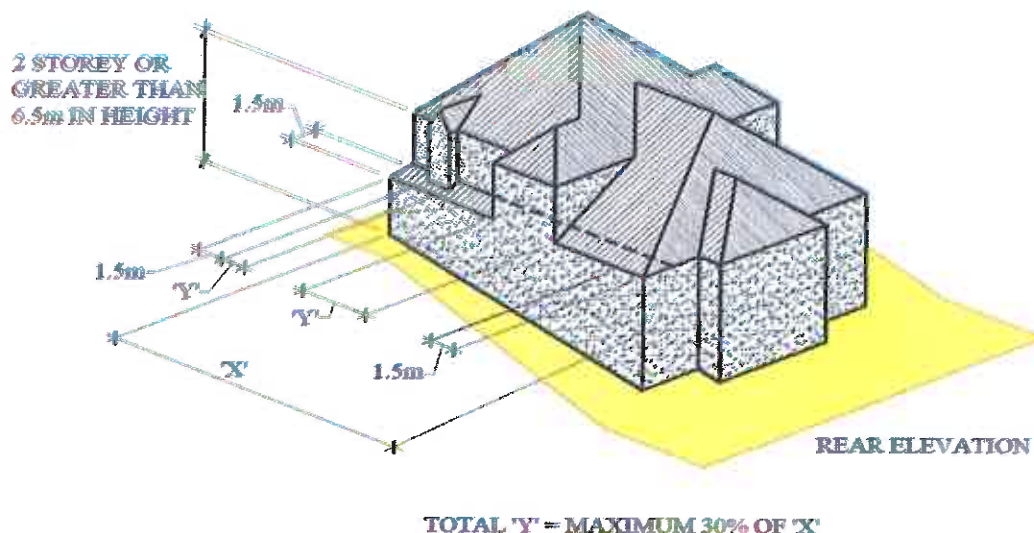 2 STOREY OR
GREATER THAN
6.5m IN HEIGHT
1.5m
1.5m
'Y'
'Y'
1.5m
'X'
REAR ELEVATION
TOTAL 'Y' = MAXIMUM 30% OF 'X'